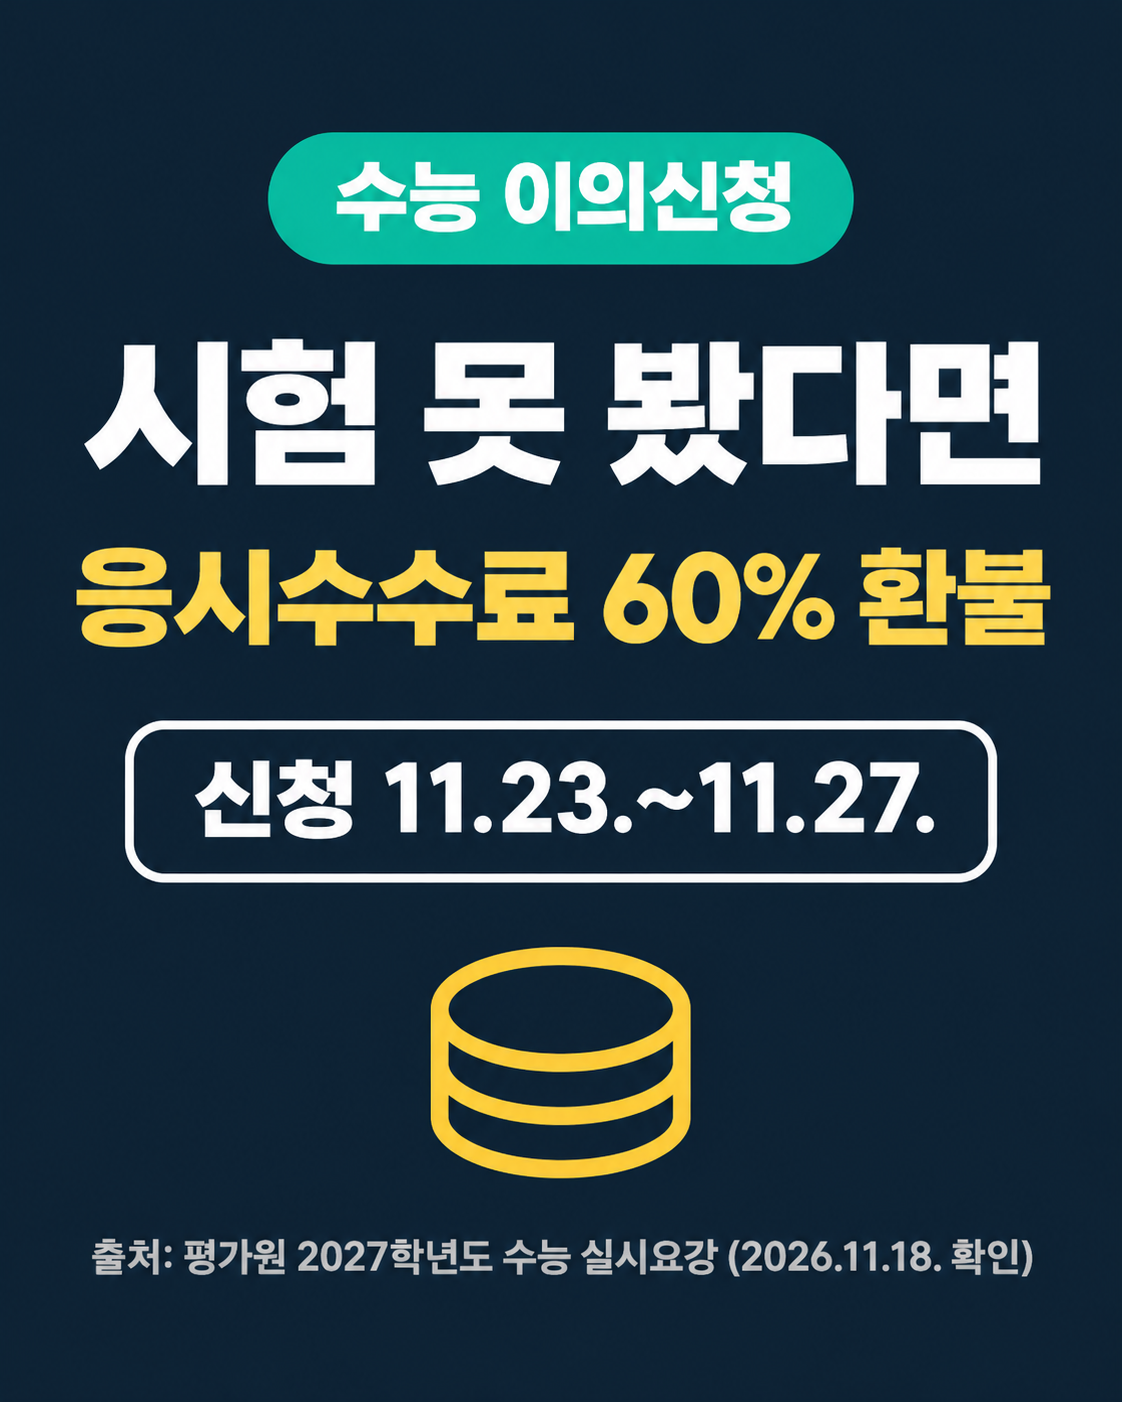 수능 이의신청
시험 못 봤다면
응시수수료 60% 환불
신청 11.23.~11.27.
출처: 평가원 2027학년도 수능 실시요강 (2026.11.18. 확인)